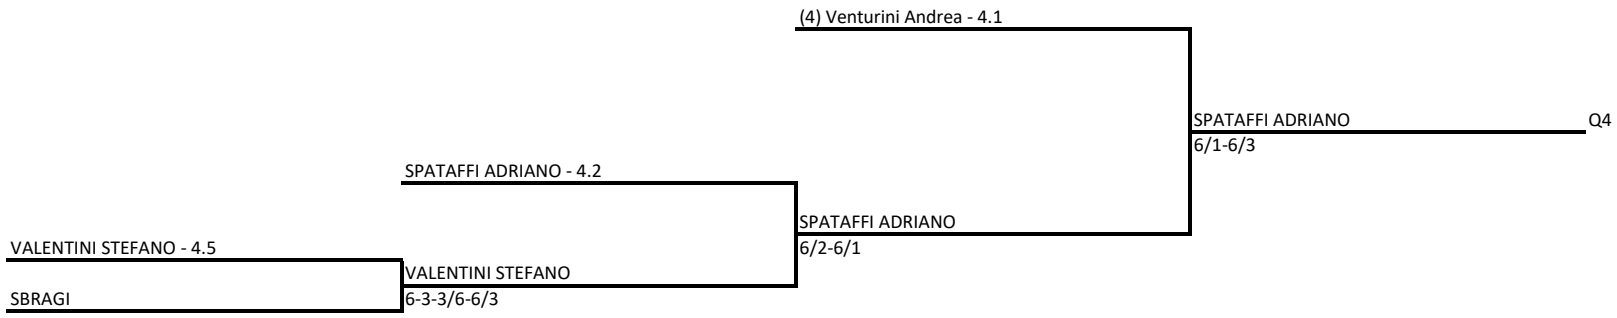 (4) Venturini Andrea - 4.1
SPATAFFI ADRIANO
Q4
6/1-6/3
SPATAFFI ADRIANO - 4.2
SPATAFFI ADRIANO
6/2-6/1
VALENTINI STEFANO - 4.5
VALENTINI STEFANO
6-3-3/6-6/3
SBRAGI